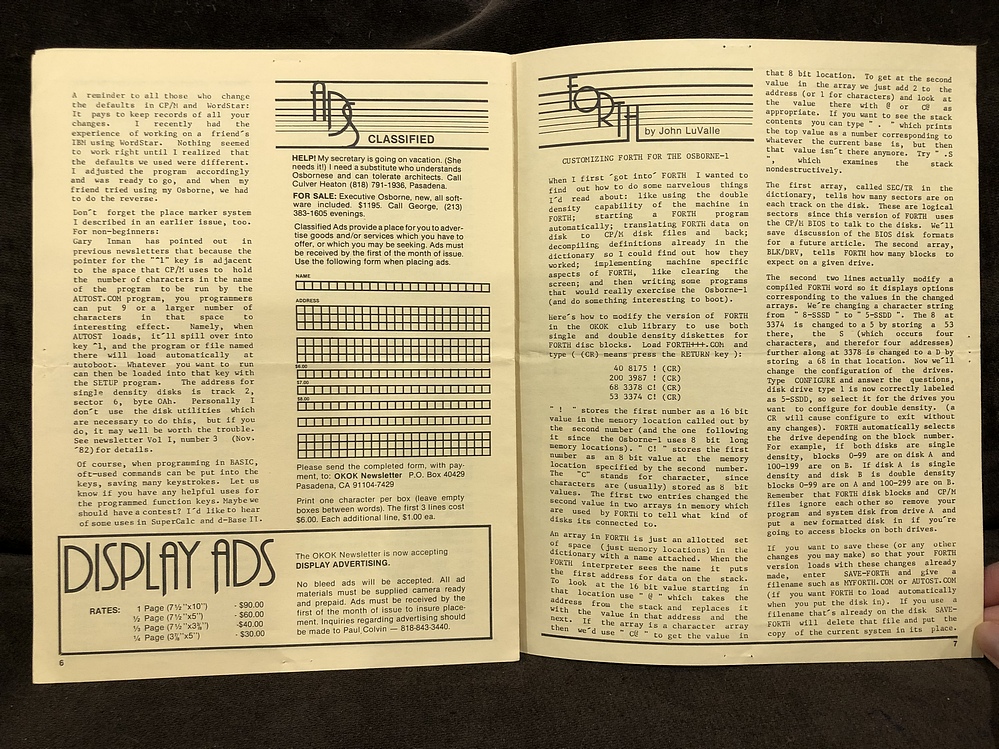 A reminder to all those who change
the defaults in CP/M and WordStar:
It pays to keep records of all your
changes. I recently had the
experience of working on a friend's
IBM using WordStar. Nothing seemed
to work right until I realized that
the defaults we used were different.
I adjusted the program accordingly
and was ready to go, and when my
friend tried using my Osborne, we had
to do the reverse.
Don't forget the place marker system
I described in an earlier issue, too.
For non-beginners:
Gary Inman has pointed out in
previous newsletters that because the
pointer for the "^1" key is adjacent
to the space that CP/M uses to hold
the number of characters in the name
of the program to be run by the
AUTOST.COM program, you programmers
can put 9 or a larger number of
characters in that space to
interesting effect. Namely, when
AUTOST loads, it'll spill over into
key ^1, and the program or file named
there will load automatically at
autoboot. Whatever you want to run
can then be loaded into that key with
the SETUP program. The address for
single density disks is track 2,
sector 6, byte OAh. Personally I
don't use the disk utilities which
are necessary to do this, but if you
do, it may well be worth the trouble.
See newsletter Vol 1, number 3 (Nov.
'82) for details.
Of course, when programming in BASIC,
oft-used commands can be put into the
keys, saving many keystrokes. Let us
know if you have any helpful uses for
the programmed function keys. Maybe we
should have a contest? I'd like to hear
of some uses in SuperCalc and d-Base II.
ADS
CLASSIFIED
HELP! My secretary is going on vacation. (She
needs it!) I need a substitute who understands
Osbornese and can tolerate architects. Call
Culver Heaton (818) 791-1936, Pasadena.
FOR SALE: Executive Osborne, new, all soft-
ware included. $1195. Call George, (213)
383-1605 evenings.
Classified Ads provide a place for you to adver-
tise goods and/or services which you have to
offer, or which you may be seeking. Ads must
be received by the first of the month of issue.
Use the following form when placing ads.
NAME
ADDRESS
$6.00
$7.00
$8.00
Please send the completed form, with pay-
ment, to: OKOK Newsletter P.O. Box 40429
Pasadena, CA 91104-7429
Print one character per box (leave empty
boxes between words). The first 3 lines cost
$6.00. Each additional line, $1.00 ea.
DISPLAY ADS
RATES:
1 Page (7½"x10") - $90.00
½ Page (7½"x5") - $60.00
⅓ Page (7½"x3⅜") -$40.00
¼ Page (3⅞"x5") - $30.00
The OKOK Newsletter is now accepting
DISPLAY ADVERTISING.
No bleed ads will be accepted. All ad
materials must be supplied camera ready
and prepaid. Ads must be received by the
first of the month of issue to insure place-
ment. Inquiries regarding advertising should
be made to Paul Colvin — 818-843-3440.
6
FORTH
by John LuValle
CUSTOMIZING FORTH FOR THE OSBORNE-1
When I first "got into" FORTH I wanted to
find out how to do some marvelous things
I'd read about: like using the double
density capability of the machine in
FORTH; starting a FORTH program
automatically; translating FORTH data on
disk to CP/M disk files and back;
decompiling definitions already in the
dictionary so I could find out how they
worked; implementing machine specific
aspects of FORTH, like clearing the
screen; and then writing some programs
that would really exercise the Osborne-1
(and do something interesting to boot).
Here's how to modify the version of FORTH
in the OKOK club library to use both
single and double density diskettes for
FORTH disc blocks. Load FORTH+++.COM and
type ( (CR) means press the RETURN key ):
40 8175 ! (CR)
200 3987 ! (CR)
68 3378 C! (CR)
53 3374 C! (CR)
" ! " stores the first number as a 16 bit
value in the memory location called out by
the second number (and the one following
it since the Osborne-1 uses 8 bit long
memory locations). " C! " stores the first
number as an 8 bit value at the memory
location specified by the second number.
The "C" stands for character, since
characters are (usually) stored as 8 bit
values. The first two entries changed the
second value in two arrays in memory which
are used by FORTH to tell what kind of
disks its connected to.
An array in FORTH is just an allotted set
of space (just memory locations) in the
dictionary with a name attached. When the
FORTH interpreter sees the name it puts
the first address for data on the stack.
To look at the 16 bit value starting in
that location use " @ " which takes the
address from the stack and replaces it
with the value in that address and the
next. If the array is a character array
then we'd use " C@ " to get the value in
that 8 bit location. To get at the second
value in the array we just add 2 to the
address (or 1 for characters) and look at
the value there with @ or C@ as
appropriate. If you want to see the stack
contents you can type " . " which prints
the top value as a number corresponding to
whatever the current base is, but then
that value isn't there anymore. Try " .S
", which examines the stack
nondestructively.
The first array, called SEC/TR in the
dictionary, tells how many sectors are on
each track on the disk. These are logical
sectors since this version of FORTH uses
the CP/M BIOS to talk to the disks. We'll
save discussion of the BIOS disk formats
for a future article. The second array,
BLK/DRV, tells FORTH how many blocks to
expect on a given drive.
The second two lines actually modify a
compiled FORTH word so it displays options
corresponding to the values in the changed
arrays. We're changing a character string
from " 8-SSDD " to " 5-SSDD ". The 8 at
3374 is changed to a 5 by storing a 53
there, the S (which occurs four
characters, and therefor four addresses)
further along at 3378 is changed to a D by
storing a 68 in that location. Now we'll
change the configuration of the drives.
Type CONFIGURE and answer the questions,
disk drive type 1 is now correctly labeled
as 5-SSDD, so select it for the drives you
want to configure for double density. (a
CR will cause configure to exit without
any changes). FORTH automatically selects
the drive depending on the block number.
For example, if both disks are single
density, blocks 0-99 are on disk A and
100-199 are on B. If disk A is single
density and disk B is double density
blocks 0-99 are on A and 100-299 are on B.
Remember that FORTH disk blocks and CP/M
files ignore each other so remove your
program and system disk from drive A and
put a new formatted disk in if you're
going to access blocks on both drives.
If you want to save these (or any other
changes you may make) so that your FORTH
version loads with these changes already
made, enter SAVE-FORTH and give a
filename such as MYFORTH.COM or AUTOST.COM
(if you want FORTH to load automatically
when you put the disk in). If you use a
filename that's already on the disk SAVE-
FORTH will delete that file and put the
copy of the current system in its place.
7